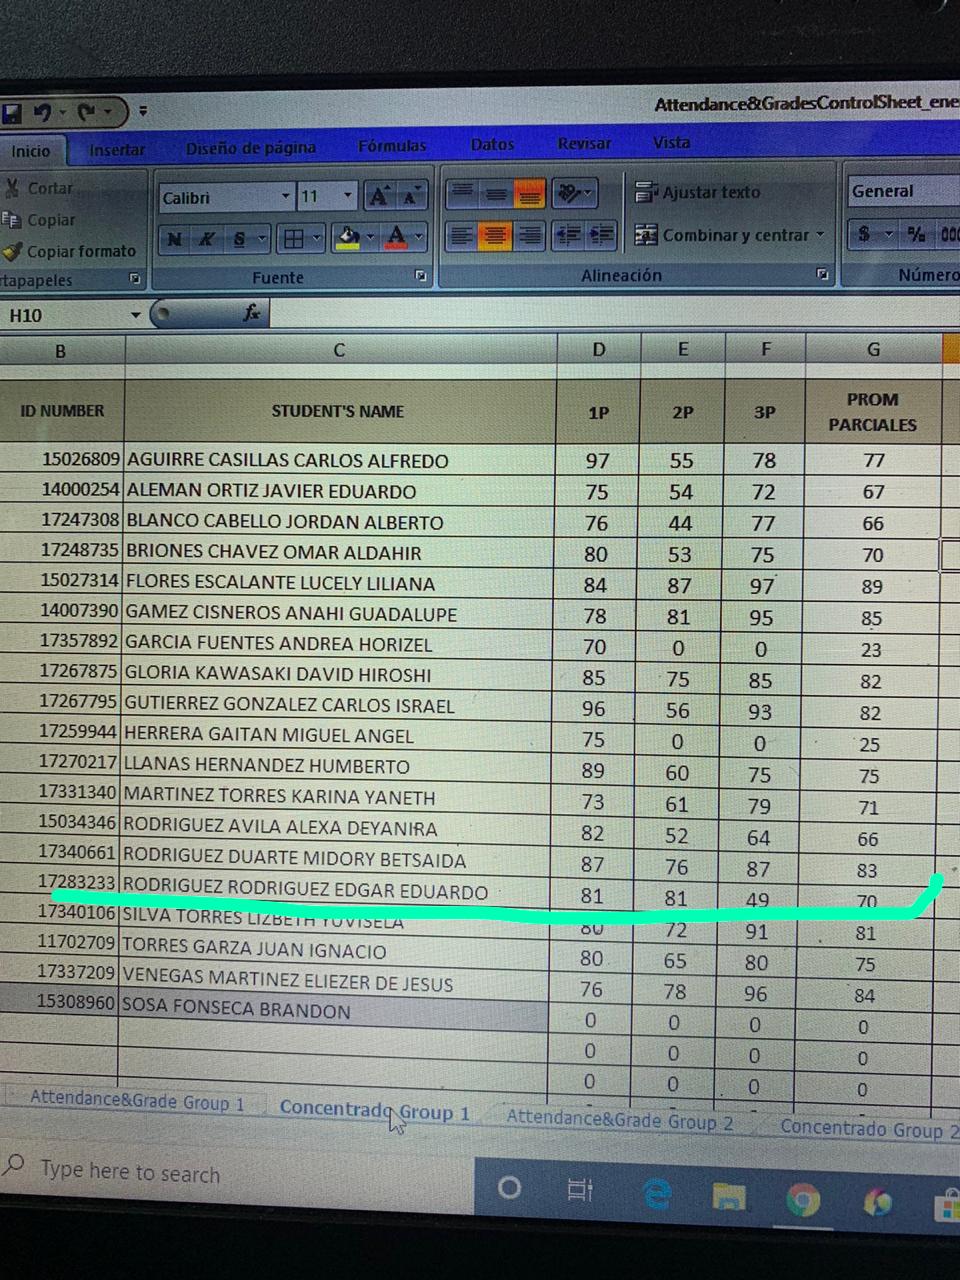 Attendance&GradesControlSheet_ene
Inicio Insertar Diseño de página Fórmulas Datos Revisar Vista
Cortar Calibri 11 Ajustar texto General
Copiar
Copiar formato N K S Combinar y centrar $ % 000
rtapapeles Fuente Alineación Número
H10 fx
B C D E F G
ID NUMBER STUDENT'S NAME 1P 2P 3P PROM PARCIALES
15026809 AGUIRRE CASILLAS CARLOS ALFREDO 97 55 78 77
14000254 ALEMAN ORTIZ JAVIER EDUARDO 75 54 72 67
17247308 BLANCO CABELLO JORDAN ALBERTO 76 44 77 66
17248735 BRIONES CHAVEZ OMAR ALDAHIR 80 53 75 70
15027314 FLORES ESCALANTE LUCELY LILIANA 84 87 97 89
14007390 GAMEZ CISNEROS ANAHI GUADALUPE 78 81 95 85
17357892 GARCIA FUENTES ANDREA HORIZEL 70 0 0 23
17267875 GLORIA KAWASAKI DAVID HIROSHI 85 75 85 82
17267795 GUTIERREZ GONZALEZ CARLOS ISRAEL 96 56 93 82
17259944 HERRERA GAITAN MIGUEL ANGEL 75 0 0 25
17270217 LLANAS HERNANDEZ HUMBERTO 89 60 75 75
17331340 MARTINEZ TORRES KARINA YANETH 73 61 79 71
15034346 RODRIGUEZ AVILA ALEXA DEYANIRA 82 52 64 66
17340661 RODRIGUEZ DUARTE MIDORY BETSAIDA 87 76 87 83
17283233 RODRIGUEZ RODRIGUEZ EDGAR EDUARDO 81 81 49 70
17340106 SILVA TORRES LIZBETH YUVISELA 80 72 91 81
11702709 TORRES GARZA JUAN IGNACIO 80 65 80 75
17337209 VENEGAS MARTINEZ ELIEZER DE JESUS 76 78 96 84
15308960 SOSA FONSECA BRANDON 0 0 0 0
0 0 0 0
0 0 0 0
Attendance&Grade Group 1 Concentrado Group 1 Attendance&Grade Group 2 Concentrado Group 2
Type here to search